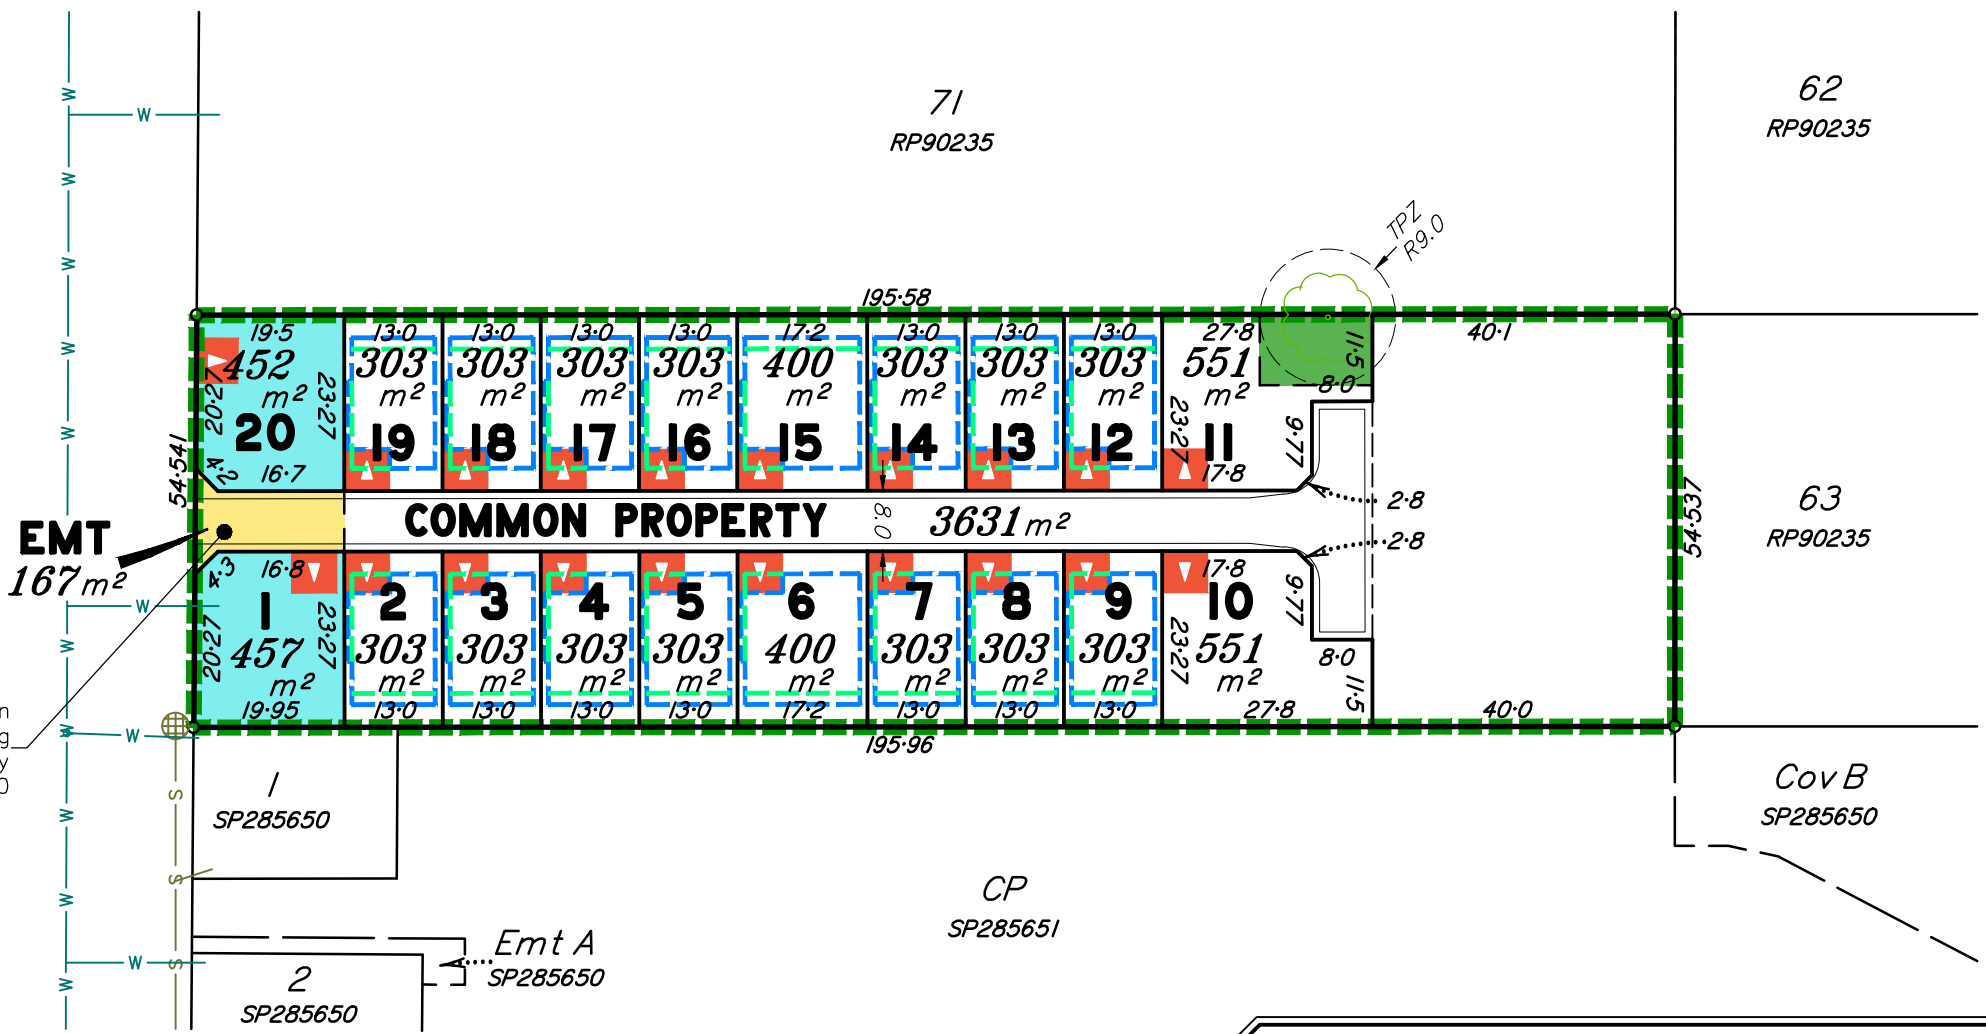 71
RP90235
62
RP90235
W
W
W
W
W
W
TPZ
R9.0
195·58
19·5
13·0
13·0
13·0
13·0
17·2
13·0
13·0
13·0
27·8
40·1
452
m²
20
20·27
23·27
4·2
16·7
303
m²
19
303
m²
18
303
m²
17
303
m²
16
400
m²
15
303
m²
14
303
m²
13
303
m²
12
551
m²
11
23·27
17·8
11·5
8·0
9·77
54·541
EMT
167m²
COMMON PROPERTY
3631m²
8.0
2·8
2·8
54·537
63
RP90235
4·3
16·8
1
457
m²
20·27
23·27
19·95
2
303
m²
13·0
3
303
m²
13·0
4
303
m²
13·0
5
303
m²
13·0
6
400
m²
17·2
7
303
m²
13·0
8
303
m²
13·0
9
303
m²
13·0
17·8
10
551
m²
23·27
9·77
8·0
11·5
27·8
40·0
195·96
W
W
W
W
W
n
g
y
0
1
SP285650
S
S
S
W
W
W
W
CP
SP285651
Cov B
SP285650
Emt A
SP285650
2
SP285650